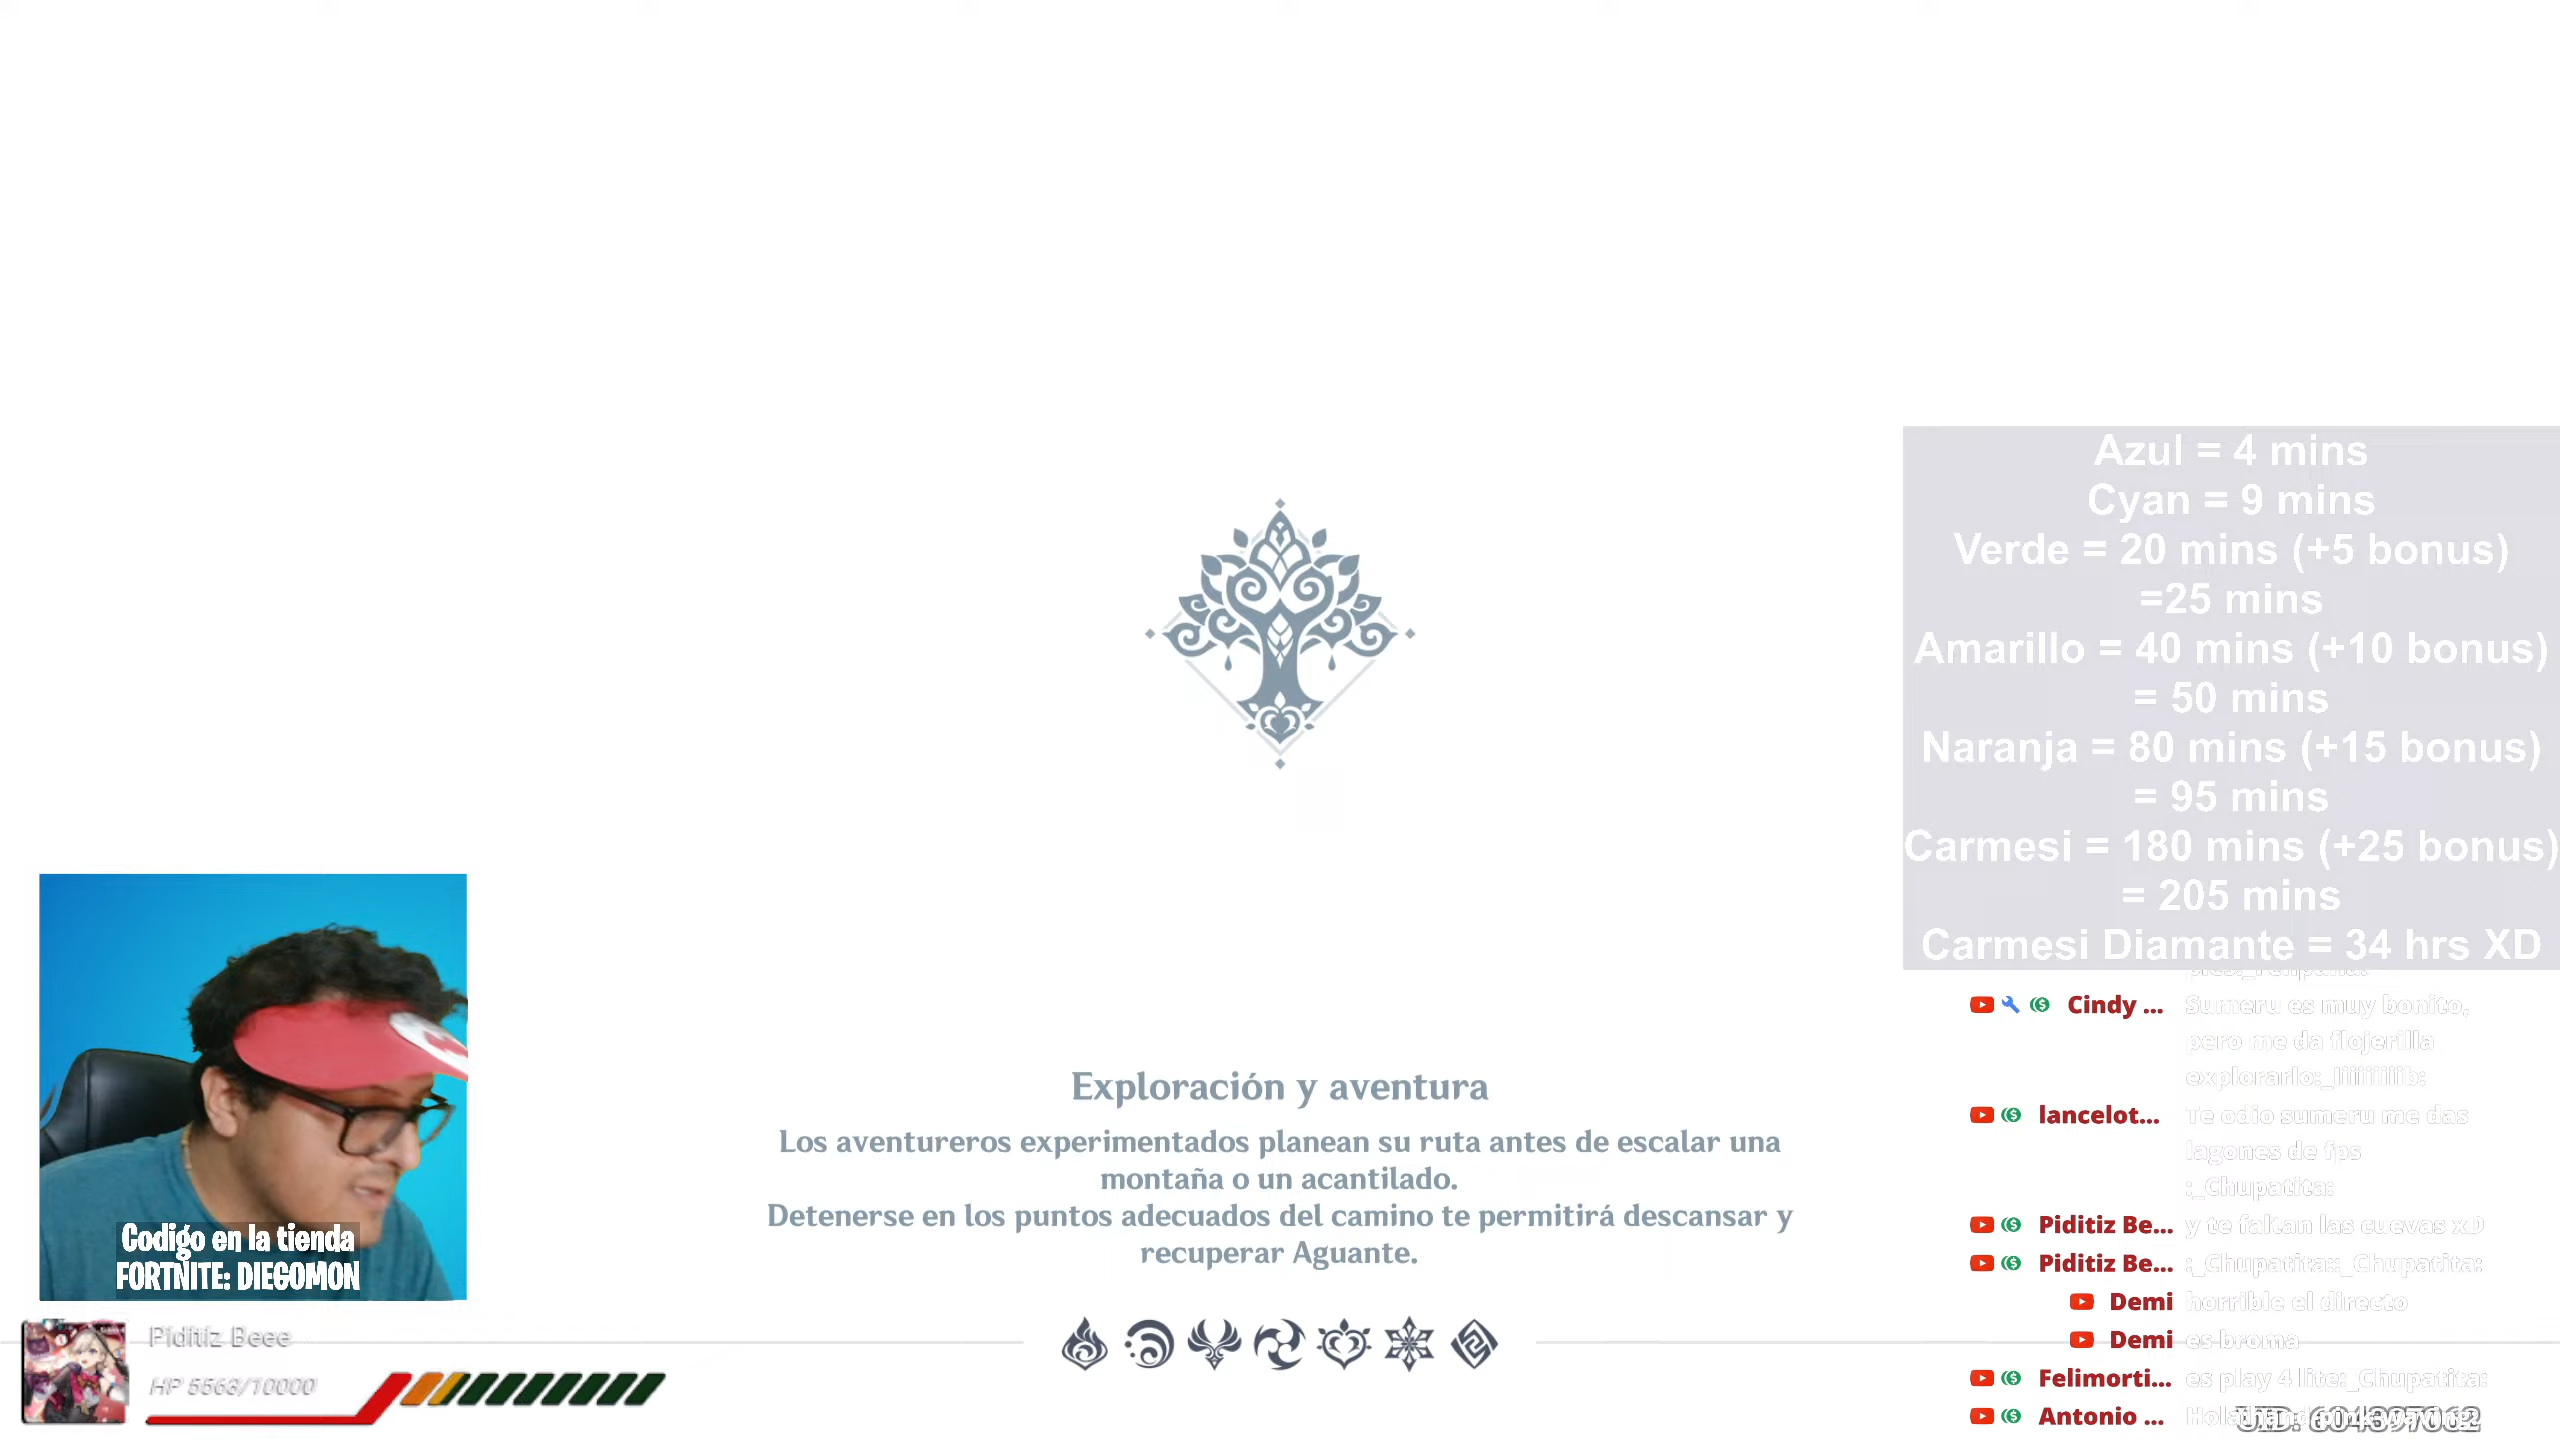 Azul = 4 mins
Cyan = 9 mins
Verde = 20 mins (+5 bonus)
=25 mins
Amarillo = 40 mins (+10 bonus)
= 50 mins
Naranja = 80 mins (+15 bonus)
= 95 mins
Carmesi = 180 mins (+25 bonus)
= 205 mins
Carmesi Diamante = 34 hrs XD
Cindy ... Sumeru es muy bonito,
pero me da flojerilla
explorarlo:
lancelot... Te odio sumeru me das
lagones de fps
:_Chupatita:
Piditiz Be... y te faltan las cuevas xD
Piditiz Be... :_Chupatita::_Chupatita:
Demi horrible el directo
Demi es broma
Felimorti... es play 4 lite:_Chupatita:
Antonio ...
Exploración y aventura
Los aventureros experimentados planean su ruta antes de escalar una
montaña o un acantilado.
Detenerse en los puntos adecuados del camino te permitirá descansar y
recuperar Aguante.
Codigo en la tienda
FORTNITE: DIEGOMON
Piditiz Beee
HP 5563/10000